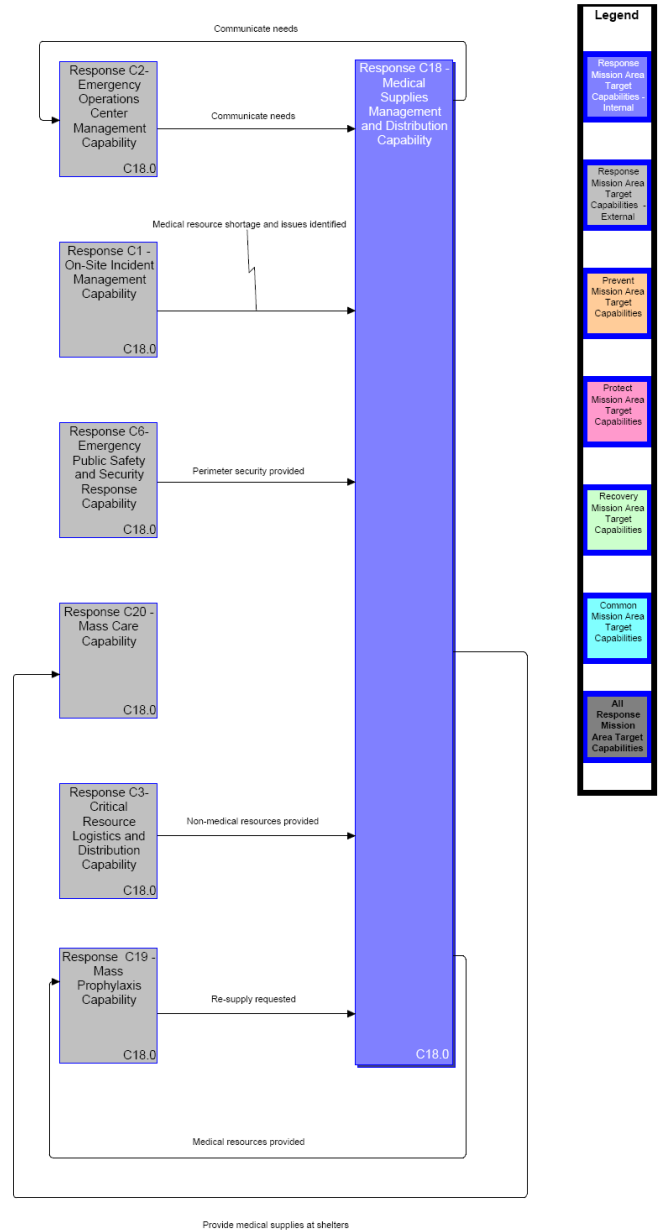 Communicate needs
Response C2-
Emergency
Operations
Center
Management
Capability
C18.0
Communicate needs
Response C18 -
Medical
Supplies
Management
and Distribution
Capability
C18.0
Medical resource shortage and issues identified
Response C1 -
On-Site Incident
Management
Capability
C18.0
Response C6-
Emergency
Public Safety
and Security
Response
Capability
C18.0
Perimeter security provided
Response C20 -
Mass Care
Capability
C18.0
Response C3-
Critical
Resource
Logistics and
Distribution
Capability
C18.0
Non-medical resources provided
Response C19 -
Mass
Prophylaxis
Capability
C18.0
Re-supply requested
Medical resources provided
Provide medical supplies at shelters
Legend
Response
Mission Area
Target
Capabilities -
Internal
Response
Mission Area
Target
Capabilities -
External
Prevent
Mission Area
Target
Capabilities
Protect
Mission Area
Target
Capabilities
Recovery
Mission Area
Target
Capabilities
Common
Mission Area
Target
Capabilities
All
Response
Mission
Area Target
Capabilities